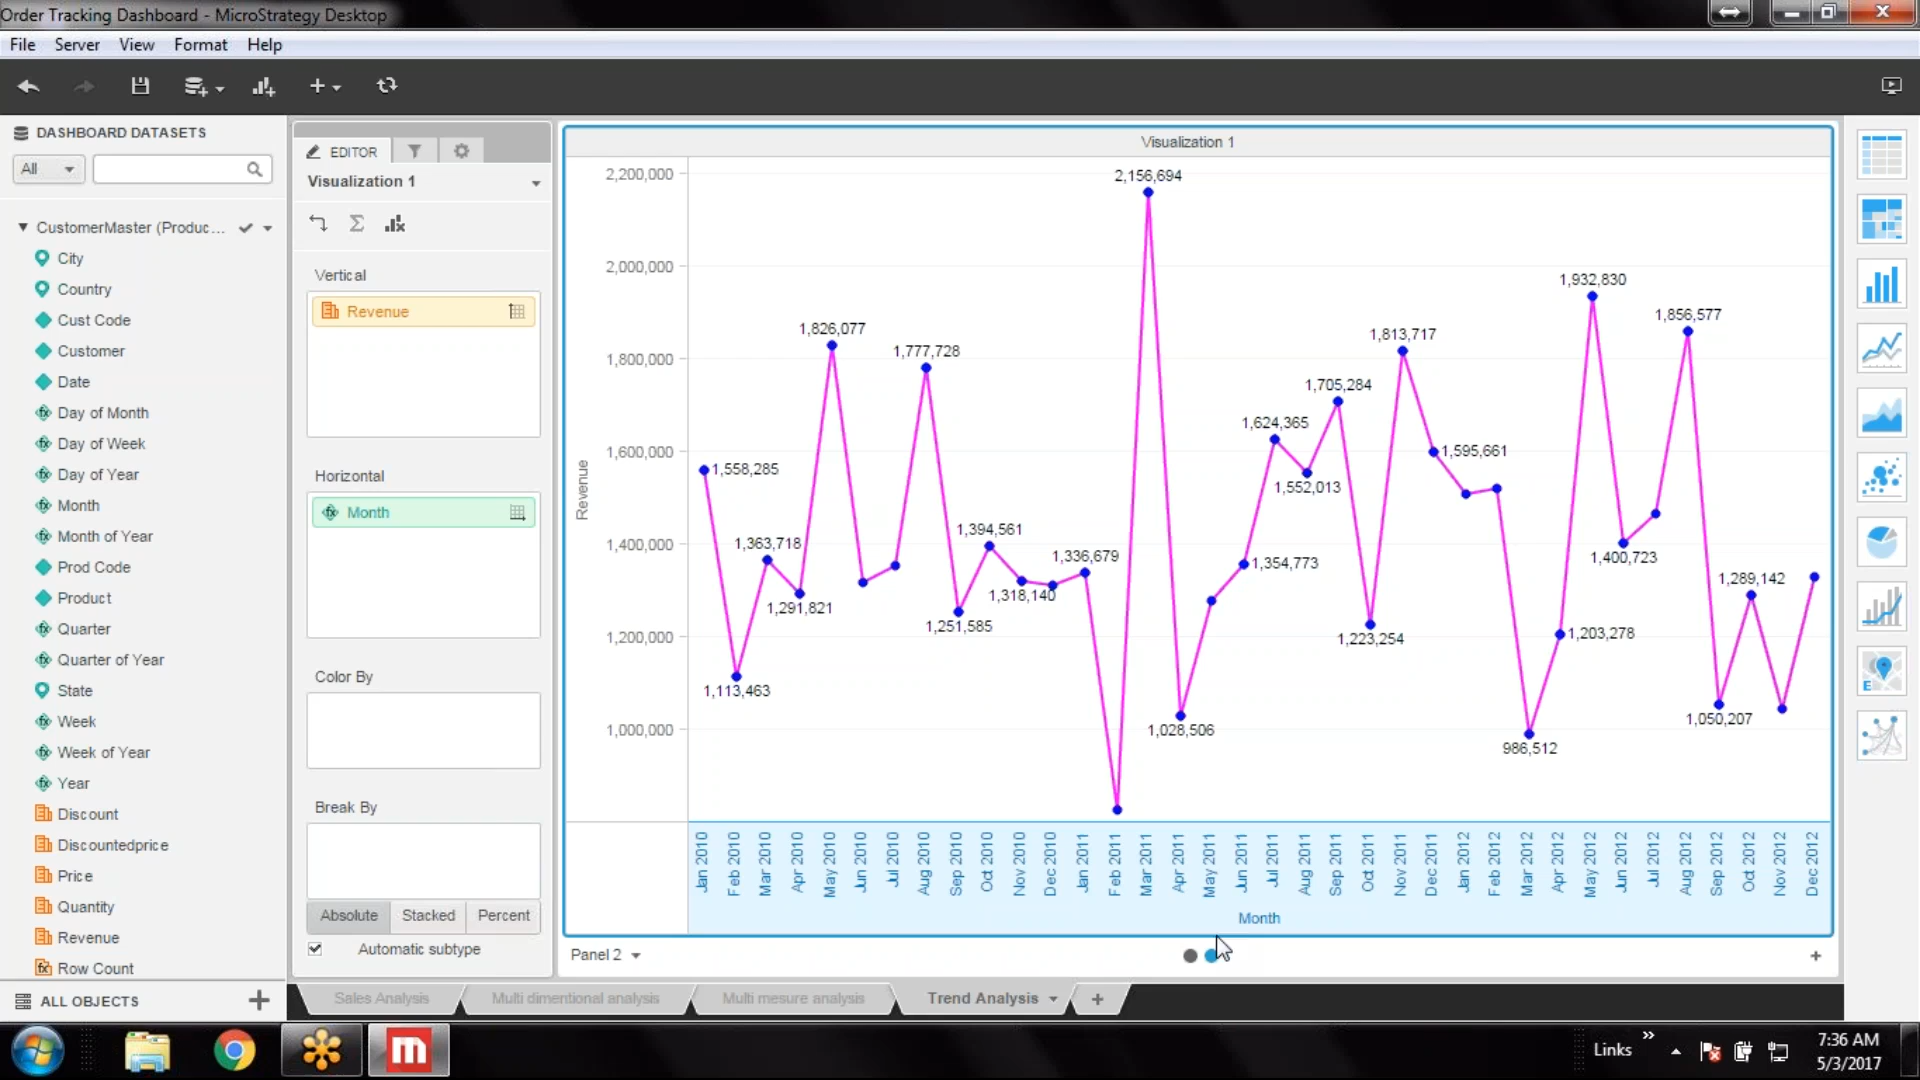 Order Tracking Dashboard - MicroStrategy Desktop
File Server View Format Help
DASHBOARD DATASETS
All
CustomerMaster (Produc...
City
Country
Cust Code
Customer
Date
Day of Month
Day of Week
Day of Year
Month
Month of Year
Prod Code
Product
Quarter
Quarter of Year
State
Week
Week of Year
Year
Discount
Discountedprice
Price
Quantity
Revenue
Row Count
ALL OBJECTS
EDITOR
Visualization 1
Vertical
Revenue
Horizontal
Month
Color By
Break By
Absolute Stacked Percent
Automatic subtype
Visualization 1
2,200,000
2,000,000
1,800,000
1,600,000
1,400,000
1,200,000
1,000,000
Revenue
1,558,285
1,113,463
1,363,718
1,291,821
1,826,077
1,777,728
1,251,585
1,394,561
1,318,140
1,336,679
2,156,694
1,028,506
1,354,773
1,624,365
1,552,013
1,705,284
1,223,254
1,813,717
1,595,661
986,512
1,203,278
1,932,830
1,400,723
1,856,577
1,050,207
1,289,142
Jan 2010
Feb 2010
Mar 2010
Apr 2010
May 2010
Jun 2010
Jul 2010
Aug 2010
Sep 2010
Oct 2010
Nov 2010
Dec 2010
Jan 2011
Feb 2011
Mar 2011
Apr 2011
May 2011
Jun 2011
Jul 2011
Aug 2011
Sep 2011
Oct 2011
Nov 2011
Dec 2011
Jan 2012
Feb 2012
Mar 2012
Apr 2012
May 2012
Jun 2012
Jul 2012
Aug 2012
Sep 2012
Oct 2012
Nov 2012
Dec 2012
Month
Panel 2
Sales Analysis
Multi dimentional analysis
Multi mesure analysis
Trend Analysis
E
m
Links
7:36 AM
5/3/2017